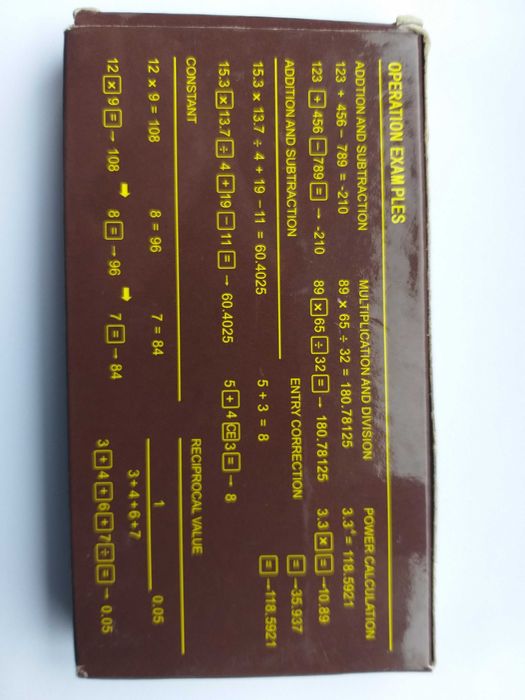 OPERATION EXAMPLES
ADDTION AND SUBTRACTION
123 + 456 – 789 = -210
123 + 456 – 789 = → -210
MULTIPLICATION AND DIVISION
89 x 65 ÷ 32 = 180.78125
89 x 65 ÷ 32 = → 180.78125
POWER CALCULATION
3.3⁴ = 118.5921
3.3 x = →10.89
= →35.937
= →118.5921
ADDITION AND SUBTRACTION
15.3 x 13.7 ÷ 4 + 19 – 11 = 60.4025
15.3 x 13.7 ÷ 4 + 19 – 11 = → 60.4025
ENTRY CORRECTION
5 + 3 = 8
5 + 4 CE 3 = → 8
CONSTANT
12 x 9 = 108 8 = 96 7 = 84
12 x 9 = → 108 ➡ 8 = → 96 ➡ 7 = → 84
RECIPROCAL VALUE
1
3+4+6+7
0.05
3 + 4 + 6 + 7 ÷ = → 0.05